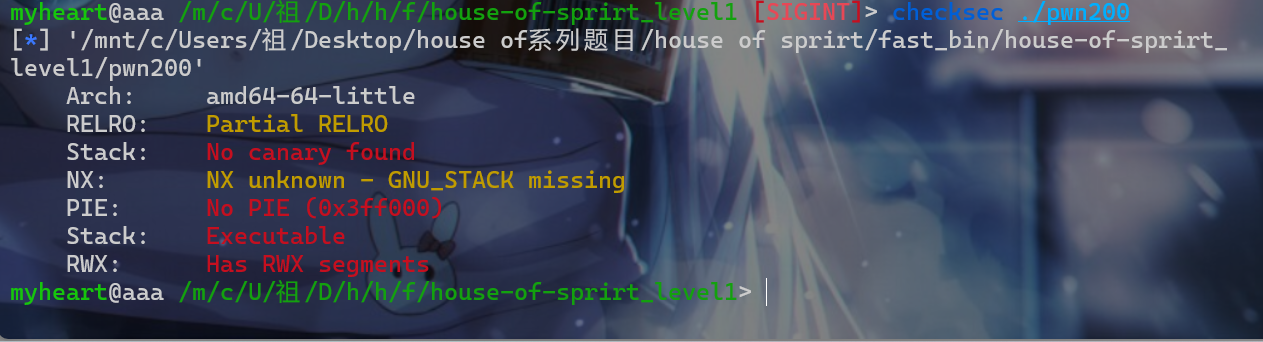 myheart@aaa /m/c/U/祖/D/h/h/f/house-of-sprirt_level1 [SIGINT]> checksec ./pwn200
[*] '/mnt/c/Users/祖/Desktop/house of系列题目/house of sprirt/fast_bin/house-of-sprirt_
level1/pwn200'
    Arch:     amd64-64-little
    RELRO:    Partial RELRO
    Stack:    No canary found
    NX:       NX unknown - GNU_STACK missing
    PIE:      No PIE (0x3ff000)
    Stack:    Executable
    RWX:      Has RWX segments
myheart@aaa /m/c/U/祖/D/h/h/f/house-of-sprirt_level1>